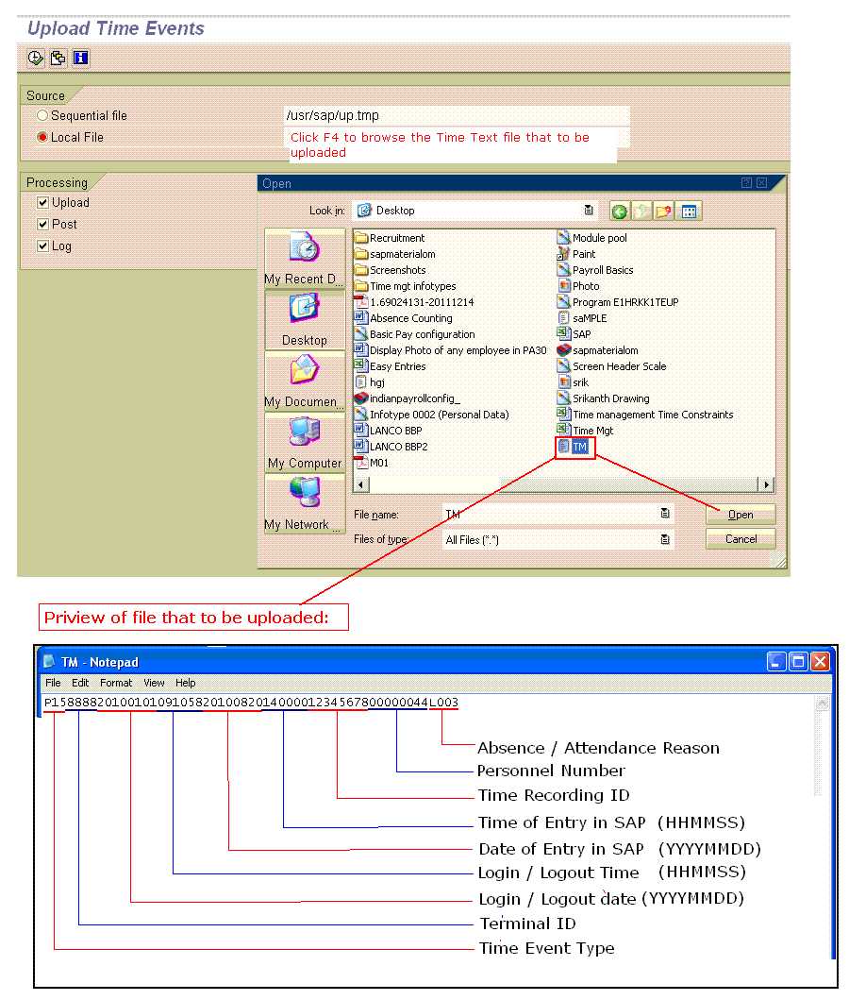 Upload Time Events
Source
Sequential file
/usr/sap/up.tmp
Local File
Click F4 to browse the Time Text file that to be
uploaded
Processing
Upload
Post
Log
Open
Look in:
Desktop
My Recent D...
Desktop
My Documen...
My Computer
My Network ...
Recruitment
sapmaterialom
Screenshots
Time mgt infotypes
1.69024131-20111214
Absence Counting
Basic Pay configuration
Display Photo of any employee in PA30
Easy Entries
hgj
indianpayrollconfig_
Infotype 0002 (Personal Data)
LANCO BBP
LANCO BBP2
M01
Module pool
Paint
Payroll Basics
Photo
Program E1HRKK1TEUP
saMPLE
SAP
sapmaterialom
Screen Header Scale
srik
Srikanth Drawing
Time management Time Constraints
Time Mgt
TM
File name:
TM
Open
Files of type:
All Files (*.*)
Cancel
Priview of file that to be uploaded:
TM - Notepad
File Edit Format View Help
P1588882010010109105820100820140000123456780000044L003
Absence / Attendance Reason
Personnel Number
Time Recording ID
Time of Entry in SAP (HHMMSS)
Date of Entry in SAP (YYYYMMDD)
Login / Logout Time (HHMMSS)
Login / Logout date (YYYYMMDD)
Terminal ID
Time Event Type